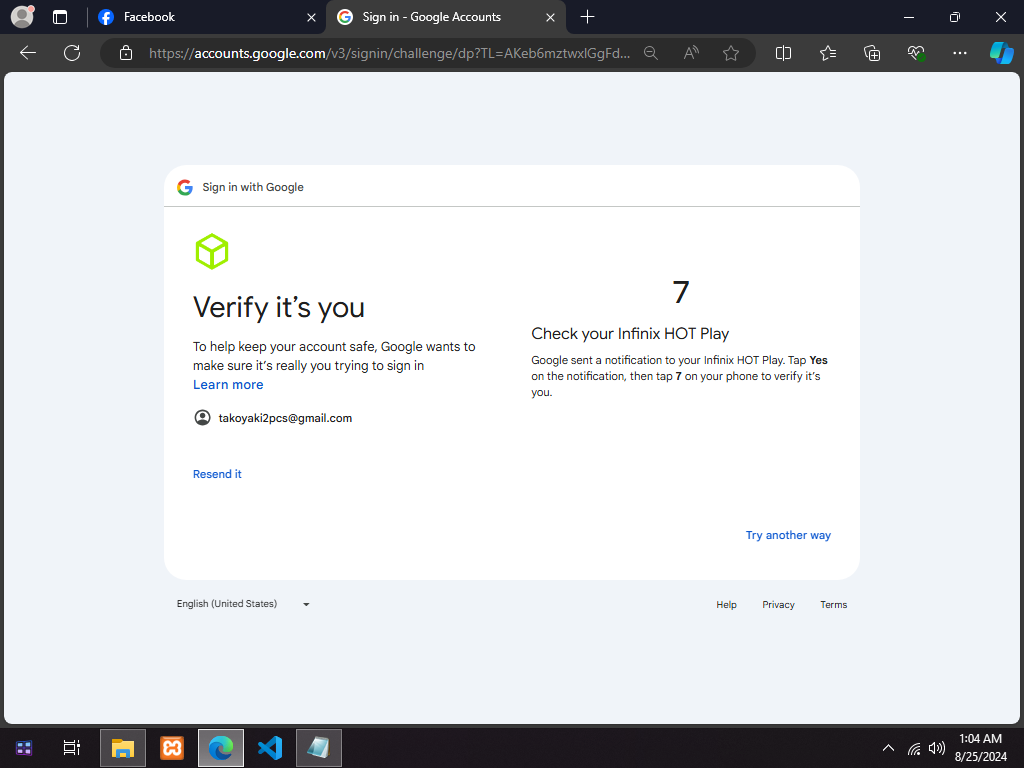 Facebook
Sign in - Google Accounts
https://accounts.google.com/v3/signin/challenge/dp?TL=AKeb6mztwxlGgFd...
Sign in with Google
Verify it's you
To help keep your account safe, Google wants to
make sure it's really you trying to sign in
Learn more
takoyaki2pcs@gmail.com
Resend it
7
Check your Infinix HOT Play
Google sent a notification to your Infinix HOT Play. Tap Yes
on the notification, then tap 7 on your phone to verify it's
you.
Try another way
English (United States)
Help
Privacy
Terms
1:04 AM
8/25/2024